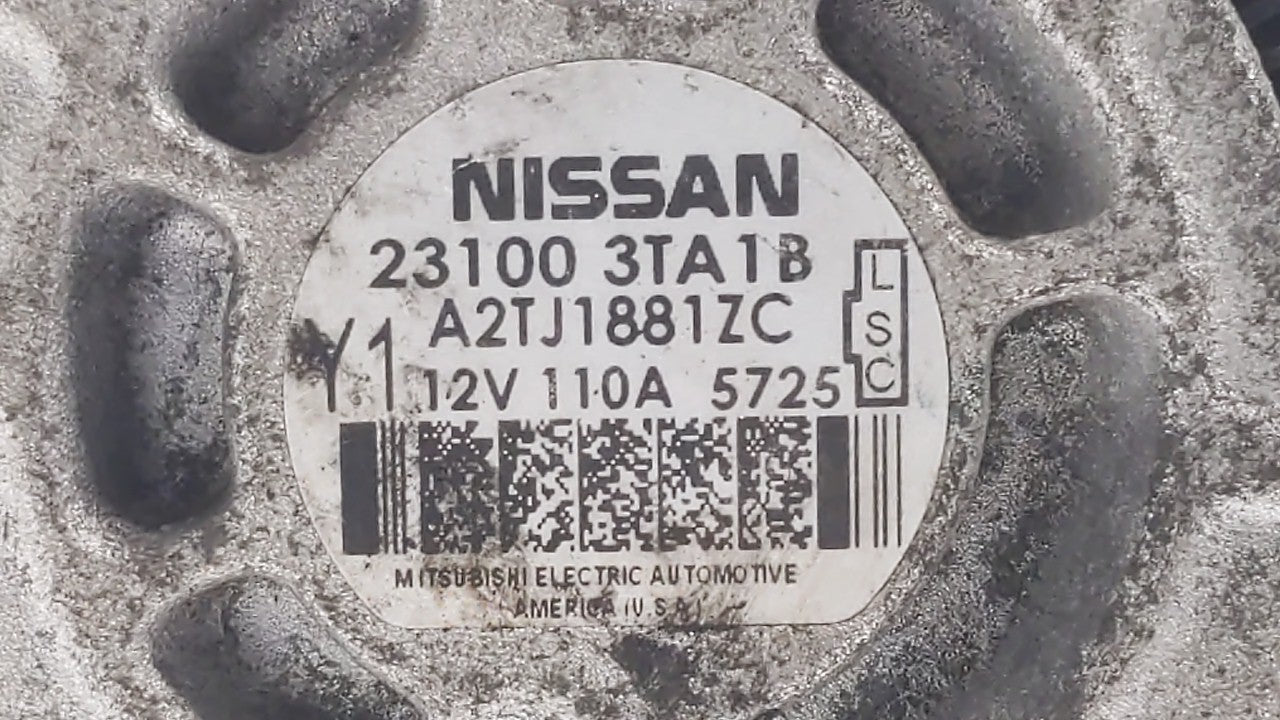 NISSAN
23100 3TA1B
A2TJ1881ZC
Y1
12V 110A 5725
L
S
C
MITSUBISHI ELECTRIC AUTOMOTIVE
AMERICA (U.S.A.)